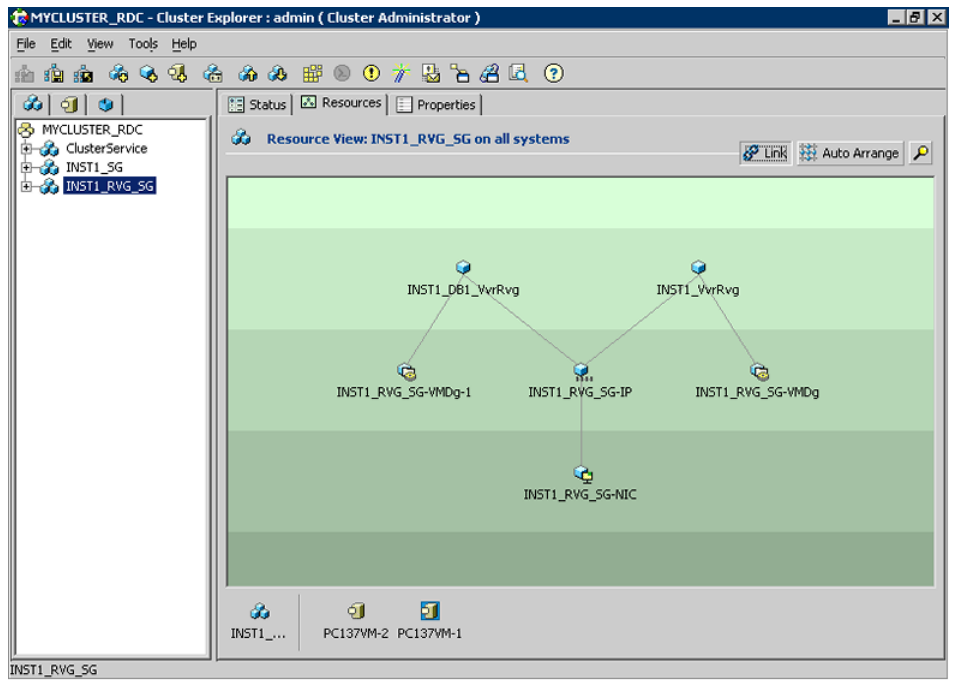 MYCLUSTER_RDC - Cluster Explorer : admin ( Cluster Administrator )
File Edit View Tools Help
Status Resources Properties
MYCLUSTER_RDC
ClusterService
INST1_SG
INST1_RVG_SG
Resource View: INST1_RVG_SG on all systems
Link Auto Arrange
INST1_DB1_VvrRvg INST1_VvrRvg
INST1_RVG_SG-VMDg-1 INST1_RVG_SG-IP INST1_RVG_SG-VMDg
INST1_RVG_SG-NIC
INST1_... PC137VM-2 PC137VM-1
INST1_RVG_SG